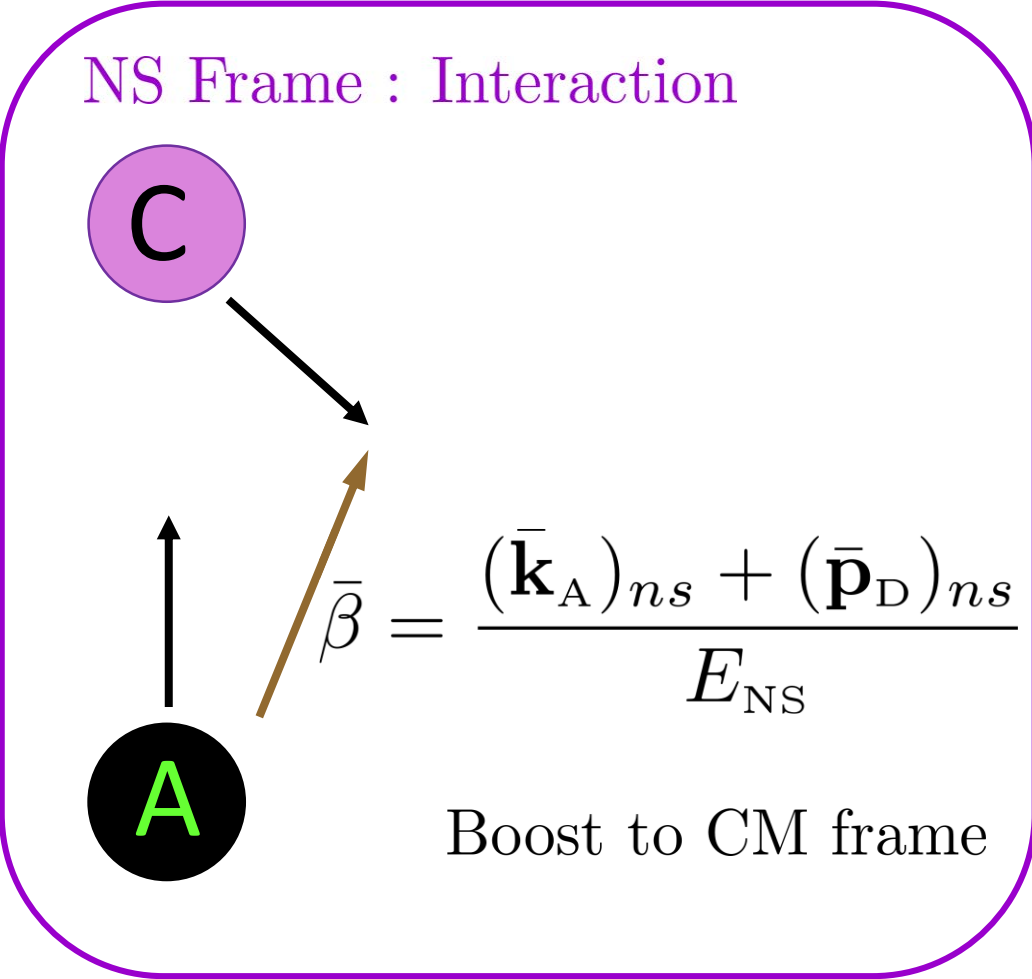 NS Frame : Interaction
C
β̄ = ((k̄_A)_ns + (p̄_D)_ns) / E_NS
A
Boost to CM frame